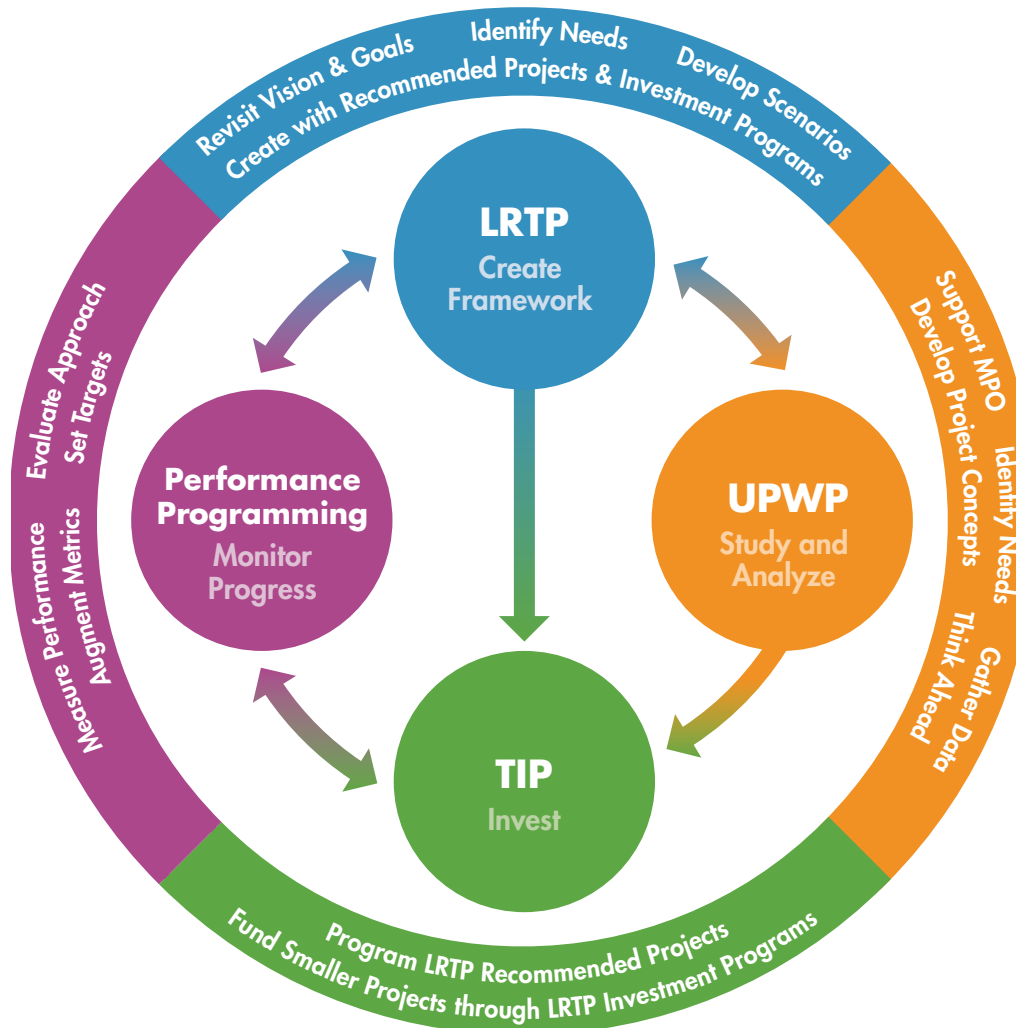 Revisit Vision & Goals
Identify Needs
Develop Scenarios
Create with Recommended Projects & Investment Programs
LRTP
Create
Framework
Evaluate Approach
Set Targets
Measure Performance
Augment Metrics
Performance
Programming
Monitor
Progress
UPWP
Study and
Analyze
Support MPO
Develop Project Concepts
Identify Needs
Gather Data
Think Ahead
TIP
Invest
Program LRTP Recommended Projects
Fund Smaller Projects through LRTP Investment Programs